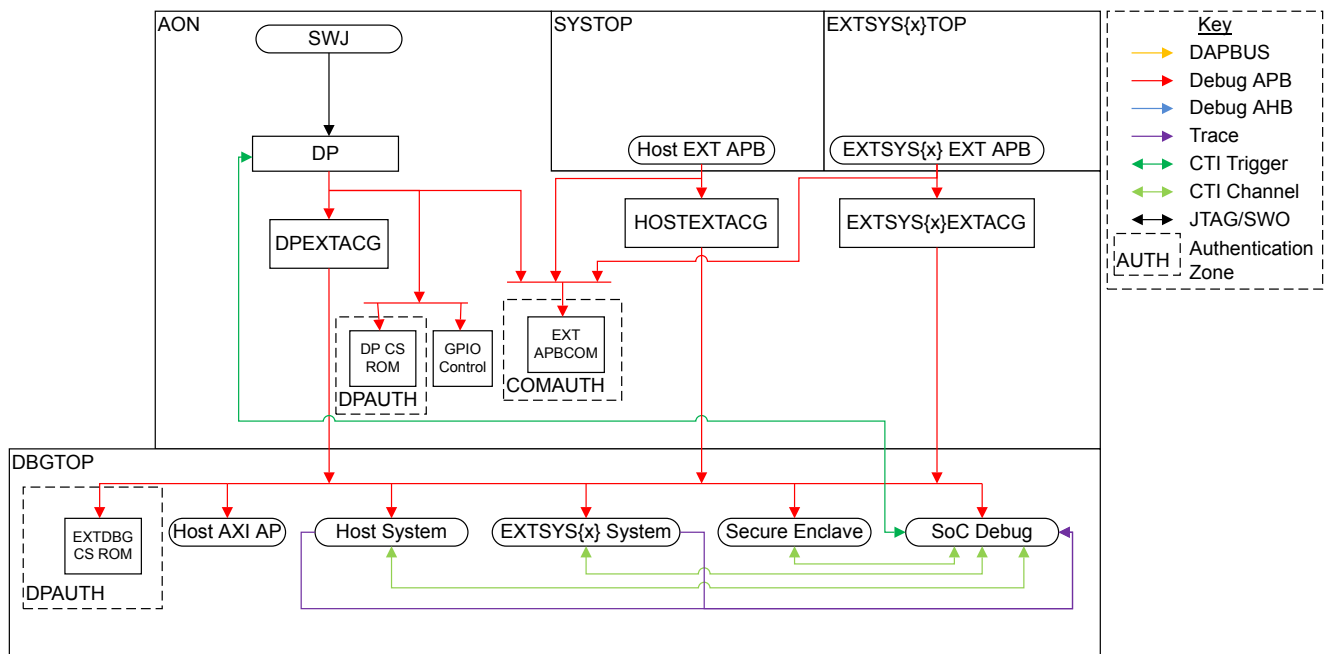 AON
SWJ
DP
DPEXTACG
DP CS
ROM
DPAUTH
GPIO
Control
EXT
APBCOM
COMAUTH
SYSTOP
Host EXT APB
HOSTEXTACG
EXTSYS{x}TOP
EXTSYS{x} EXT APB
EXTSYS{x}EXTACG
DBGTOP
EXTDBG
CS ROM
DPAUTH
Host AXI AP
Host System
EXTSYS{x} System
Secure Enclave
SoC Debug
Key
DAPBUS
Debug APB
Debug AHB
Trace
CTI Trigger
CTI Channel
JTAG/SWO
AUTH
Authentication
Zone